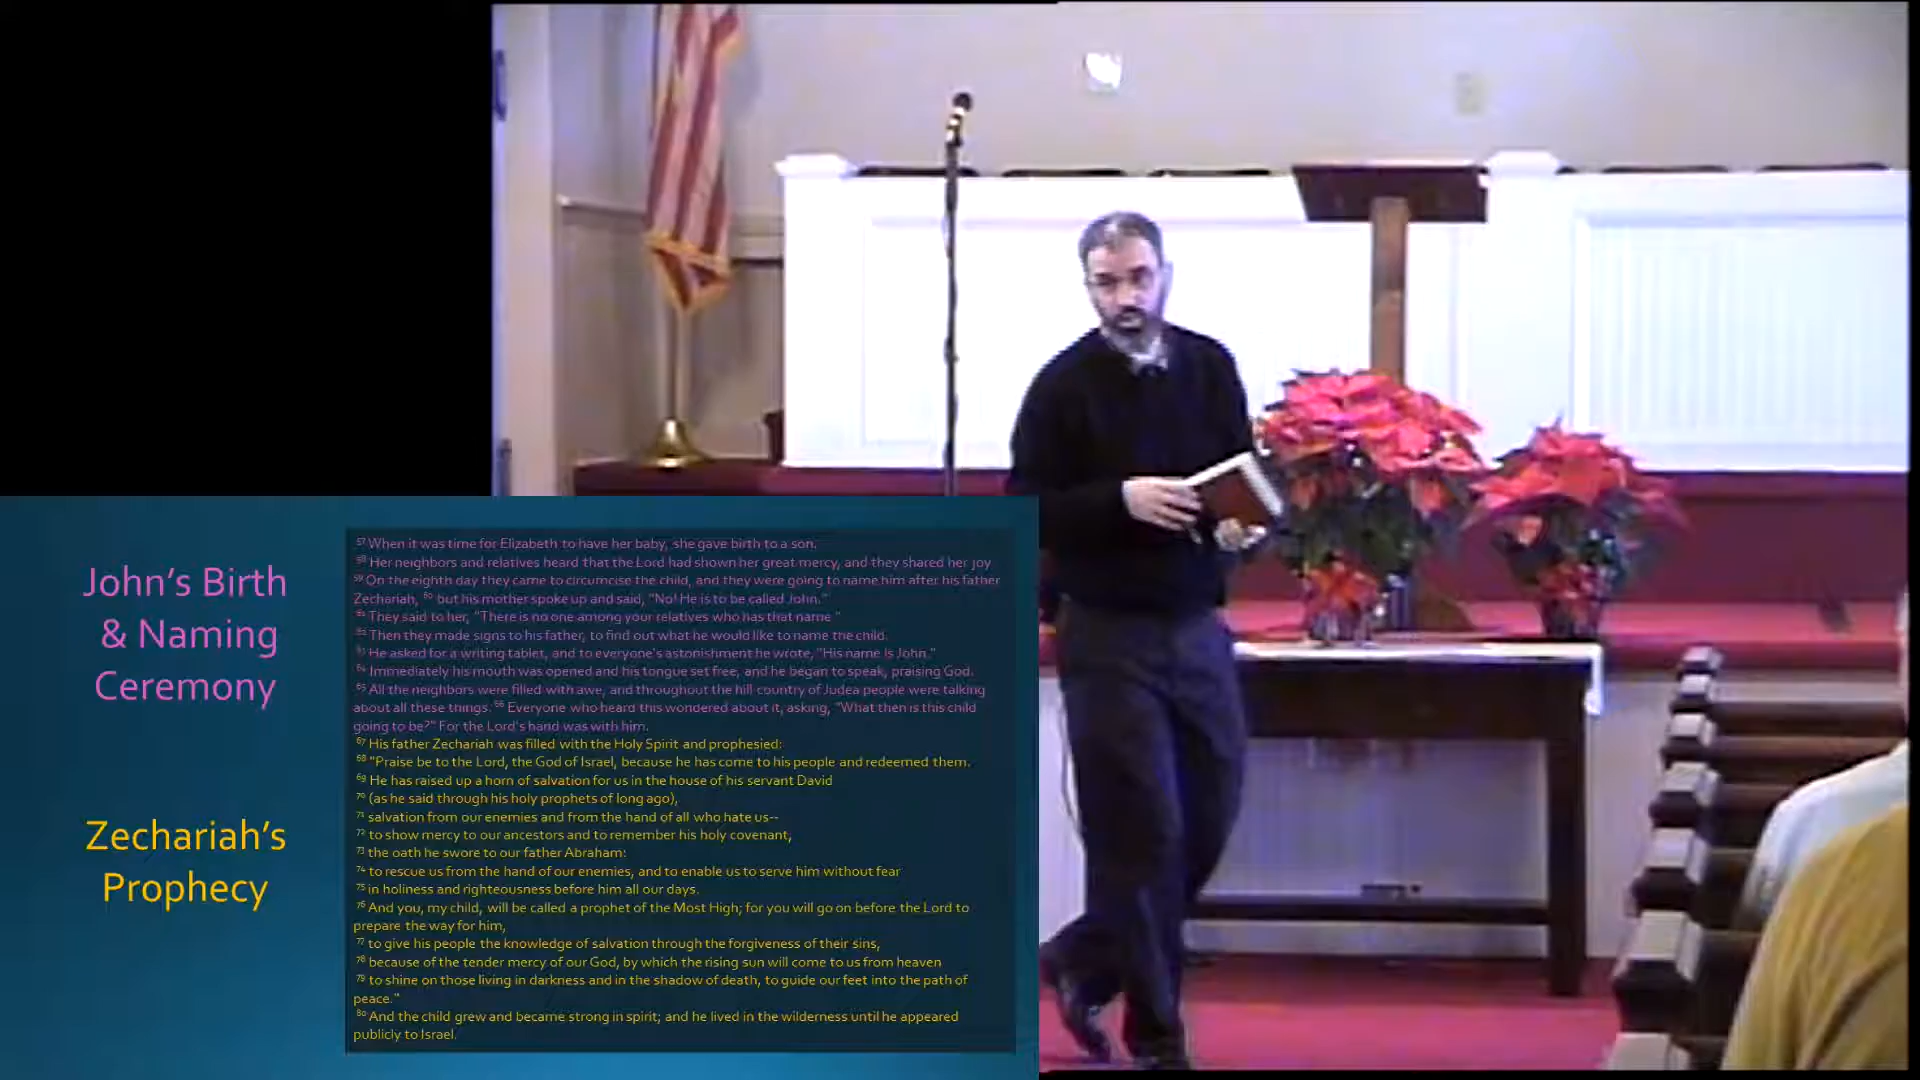 John's Birth
& Naming
Ceremony
Zechariah's
Prophecy
57 When it was time for Elizabeth to have her baby, she gave birth to a son.
58 Her neighbors and relatives heard that the Lord had shown her great mercy, and they shared her joy
59 On the eighth day they came to circumcise the child, and they were going to name him after his father
Zechariah, 60 but his mother spoke up and said, "No! He is to be called John."
61 They said to her, "There is no one among your relatives who has that name "
62 Then they made signs to his father, to find out what he would like to name the child.
63 He asked for a writing tablet, and to everyone's astonishment he wrote, "His name is John."
64 Immediately his mouth was opened and his tongue set free, and he began to speak, praising God.
65 All the neighbors were filled with awe, and throughout the hill country of Judea people were talking
about all these things. 66 Everyone who heard this wondered about it, asking, "What then is this child
going to be?" For the Lord's hand was with him.
67 His father Zechariah was filled with the Holy Spirit and prophesied:
68 "Praise be to the Lord, the God of Israel, because he has come to his people and redeemed them.
69 He has raised up a horn of salvation for us in the house of his servant David
70 (as he said through his holy prophets of long ago),
71 salvation from our enemies and from the hand of all who hate us--
72 to show mercy to our ancestors and to remember his holy covenant,
73 the oath he swore to our father Abraham:
74 to rescue us from the hand of our enemies, and to enable us to serve him without fear
75 in holiness and righteousness before him all our days.
76 And you, my child, will be called a prophet of the Most High; for you will go on before the Lord to
prepare the way for him,
77 to give his people the knowledge of salvation through the forgiveness of their sins,
78 because of the tender mercy of our God, by which the rising sun will come to us from heaven
79 to shine on those living in darkness and in the shadow of death, to guide our feet into the path of
peace."
80 And the child grew and became strong in spirit; and he lived in the wilderness until he appeared
publicly to Israel.